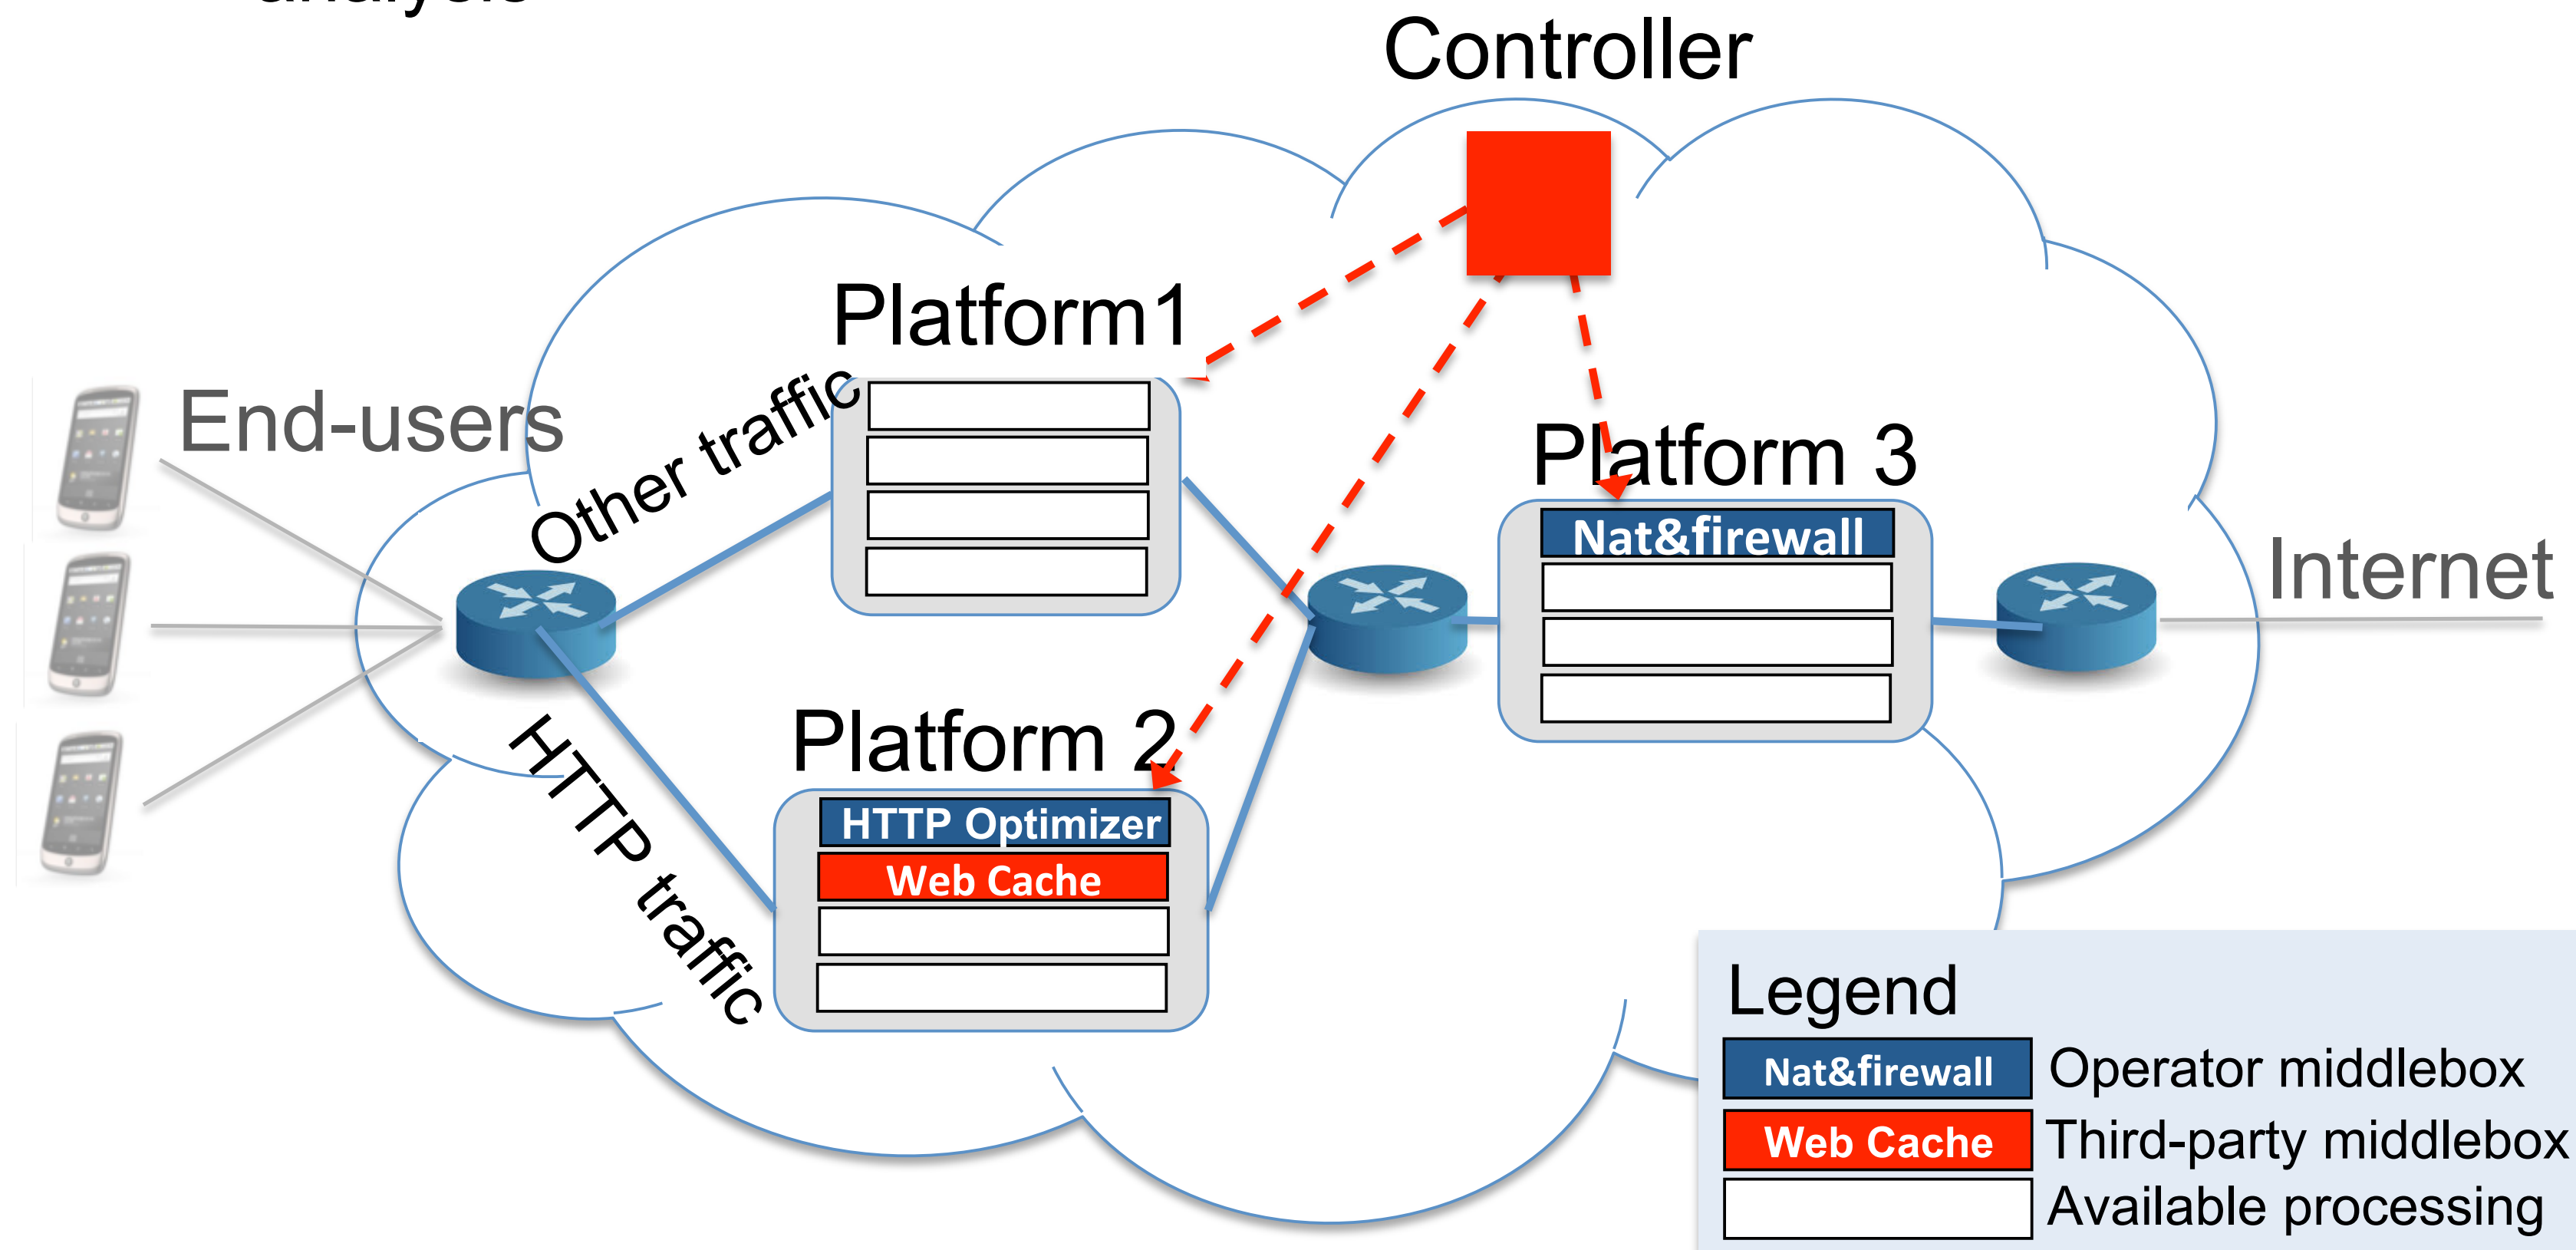 analysis
Controller
Platform1
End-users
Other traffic
Platform 3
Nat&firewall
Internet
Platform 2
HTTP traffic
HTTP Optimizer
Web Cache
Legend
Nat&firewall Operator middlebox
Web Cache Third-party middlebox
Available processing